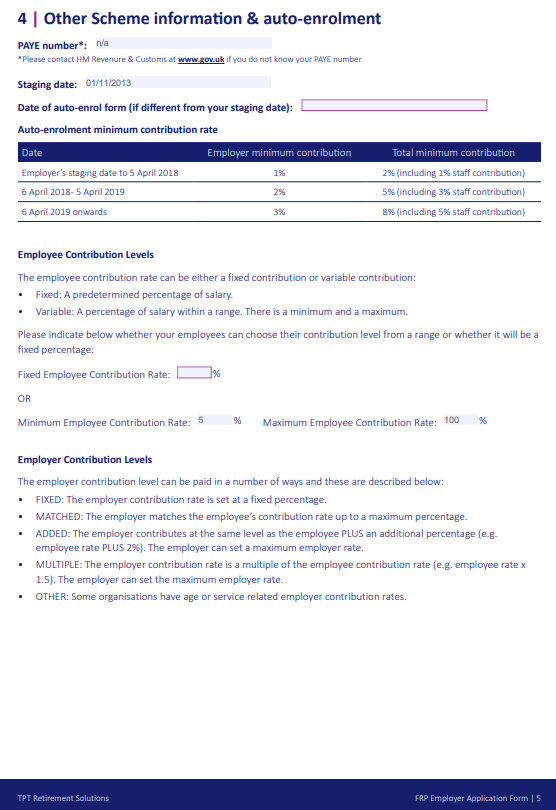 4 | Other Scheme information & auto-enrolment
PAYE number*: n/a
*Please contact HM Revenure & Customs at www.gov.uk if you do not know your PAYE number
Staging date: 01/11/2013
Date of auto-enrol form (if different from your staging date):
Auto-enrolment minimum contribution rate
Date Employer minimum contribution Total minimum contribution
Employer's staging date to 5 April 2018 1% 2% (including 1% staff contribution)
6 April 2018- 5 April 2019 2% 5% (including 3% staff contribution)
6 April 2019 onwards 3% 8% (including 5% staff contribution)
Employee Contribution Levels
The employee contribution rate can be either a fixed contribution or variable contribution:
• Fixed: A predetermined percentage of salary.
• Variable: A percentage of salary within a range. There is a minimum and a maximum.
Please indicate below whether your employees can choose their contribution level from a range or whether it will be a
fixed percentage:
Fixed Employee Contribution Rate: %
OR
Minimum Employee Contribution Rate: 5 % Maximum Employee Contribution Rate: 100 %
Employer Contribution Levels
The employer contribution level can be paid in a number of ways and these are described below:
• FIXED: The employer contribution rate is set at a fixed percentage.
• MATCHED: The employer matches the employee's contribution rate up to a maximum percentage.
• ADDED: The employer contributes at the same level as the employee PLUS an additional percentage (e.g.
employee rate PLUS 2%). The employer can set a maximum employer rate.
• MULTIPLE: The employer contribution rate is a multiple of the employee contribution rate (e.g. employee rate x
1.5). The employer can set the maximum employer rate.
• OTHER: Some organisations have age or service related employer contribution rates.
TPT Retirement Solutions FRP Employer Application Form | 5